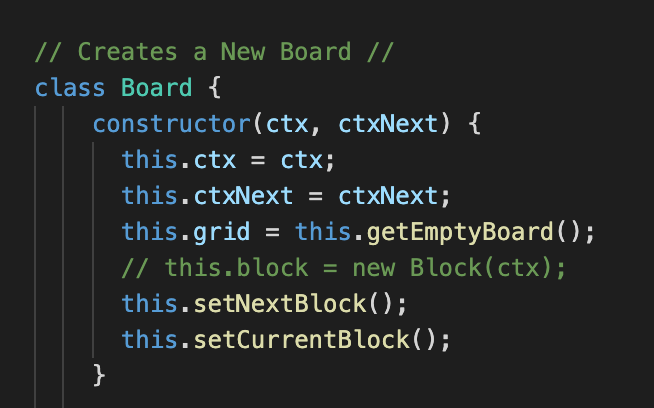 // Creates a New Board //
class Board {
constructor(ctx, ctxNext) {
this.ctx = ctx;
this.ctxNext = ctxNext;
this.grid = this.getEmptyBoard();
// this.block = new Block(ctx);
this.setNextBlock();
this.setCurrentBlock();
}